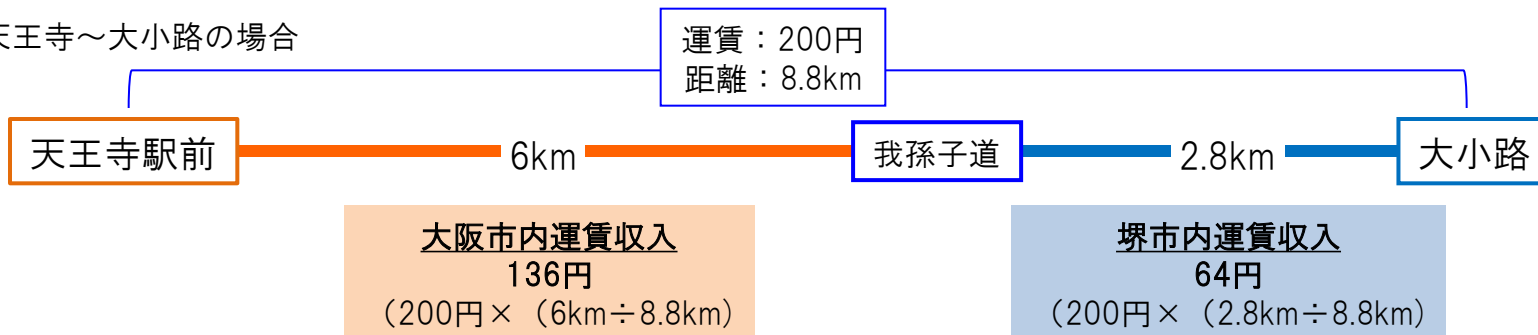 天王寺～大小路の場合
運賃：200円
距離：8.8km
天王寺駅前
6km
我孫子道
2.8km
大小路
大阪市内運賃収入
136円
（200円×（6km÷8.8km）
堺市内運賃収入
64円
（200円×（2.8km÷8.8km）